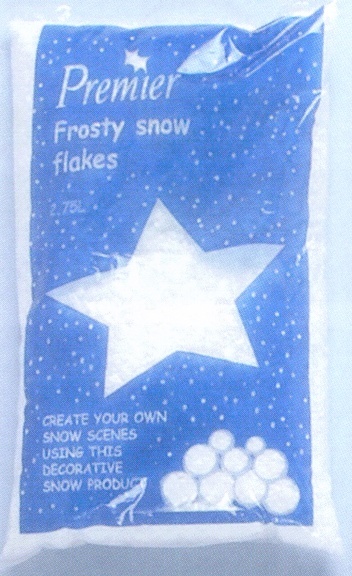 Premier
Frosty snow
flakes
2.75L
CREATE YOUR OWN
SNOW SCENES
USING THIS
DECORATIVE
SNOW PRODUCT